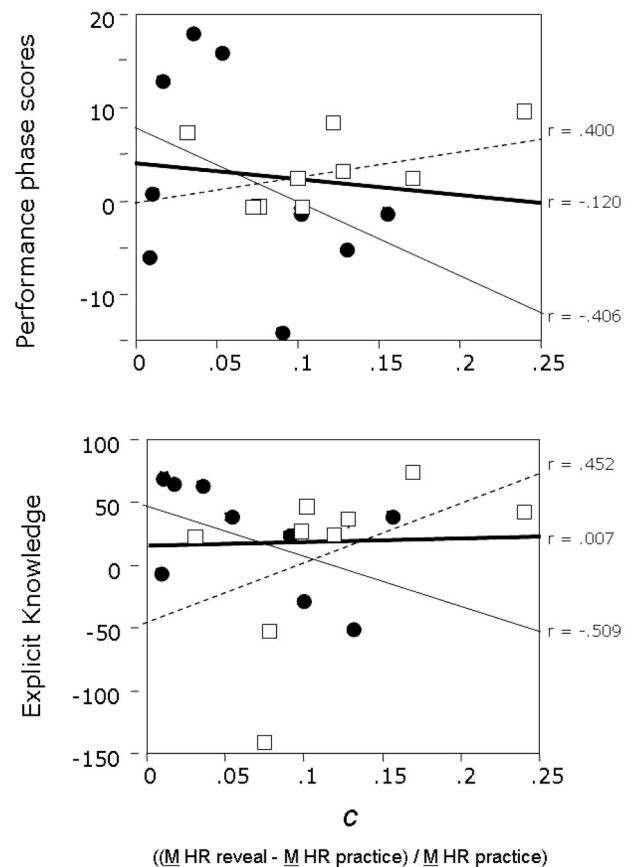 Performance phase scores
20
10
0
-10
0
.05
.1
.15
.2
.25
r = .400
r = -.120
r = -.406
Explicit Knowledge
100
50
0
-50
-100
-150
0
.05
.1
.15
.2
.25
r = .452
r = .007
r = -.509
c
((M HR reveal - M HR practice) / M HR practice)